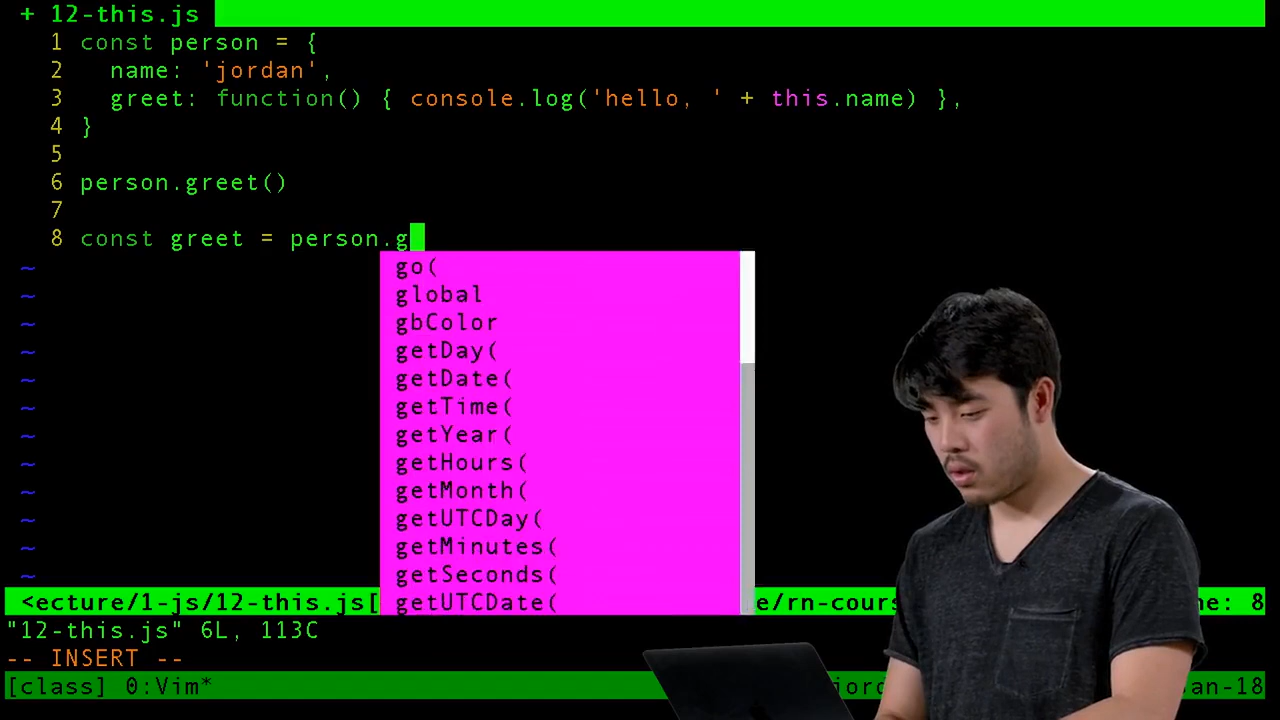 + 12-this.js
1 const person = {
2 name: 'jordan',
3 greet: function() { console.log('hello, ' + this.name) },
4 }
5
6 person.greet()
7
8 const greet = person.g
~ go(
~ global
~ gbColor
~ getDay(
~ getDate(
~ getTime(
~ getYear(
~ getHours(
~ getMonth(
~ getUTCDay(
~ getMinutes(
~ getSeconds(
<ecture/1-js/12-this.js[ getUTCDate( e/rn-cours ne: 8
"12-this.js" 6L, 113C
-- INSERT --
[class] 0:Vim* jord an-18